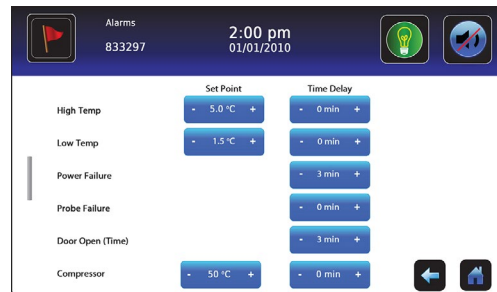 Alarms
833297
2:00 pm
01/01/2010
Set Point Time Delay
High Temp - 5.0 °C + - 0 min +
Low Temp - 1.5 °C + - 0 min +
Power Failure - 3 min +
Probe Failure - 0 min +
Door Open (Time) - 3 min +
Compressor - 50 °C + - 0 min +